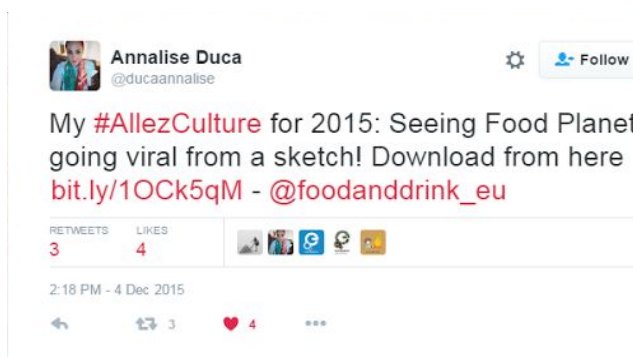 Annalise Duca
@ducaannalise
Follow
My #AllezCulture for 2015: Seeing Food Planet
going viral from a sketch! Download from here
bit.ly/1OCk5qM - @foodanddrink_eu
RETWEETS LIKES
3 4
2:18 PM - 4 Dec 2015
3 4